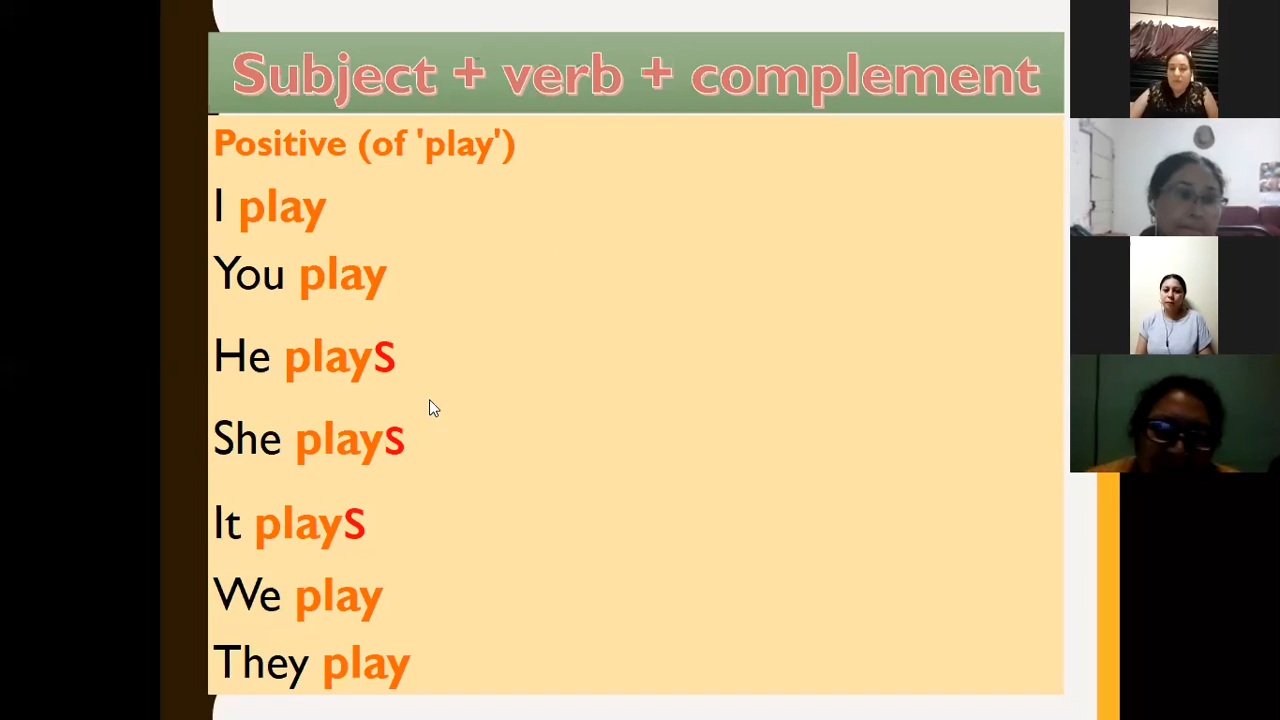 Subject + verb + complement
Positive (of 'play')
I play
You play
He plays
She plays
It plays
We play
They play